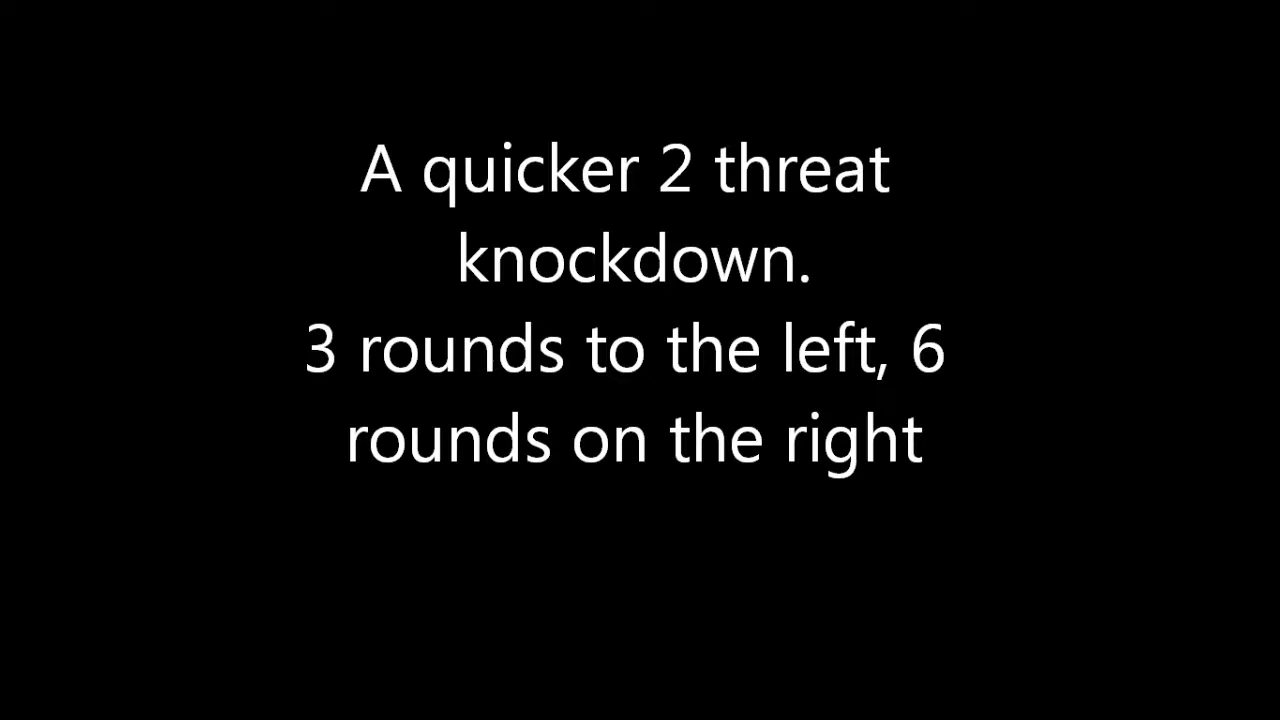 A quicker 2 threat
knockdown.
3 rounds to the left, 6
rounds on the right